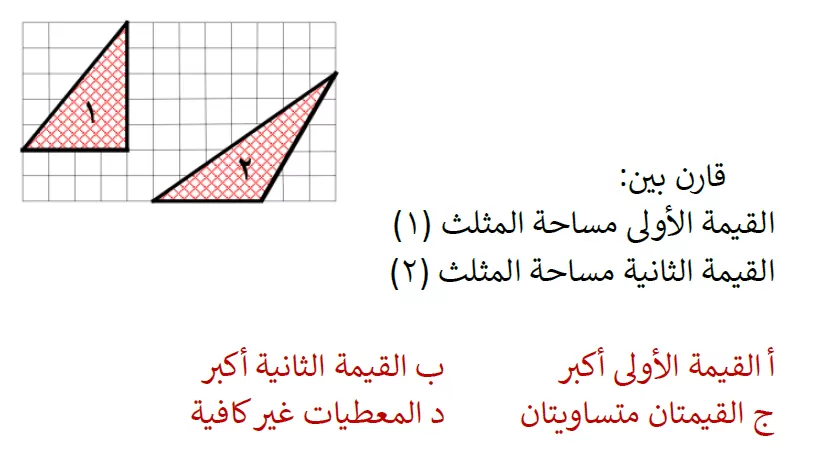 ١
٢
قارن بين:
القيمة الأولى مساحة المثلث (١)
القيمة الثانية مساحة المثلث (٢)
أ القيمة الأولى أكبر ب القيمة الثانية أكبر
ج القيمتان متساويتان د المعطيات غير كافية